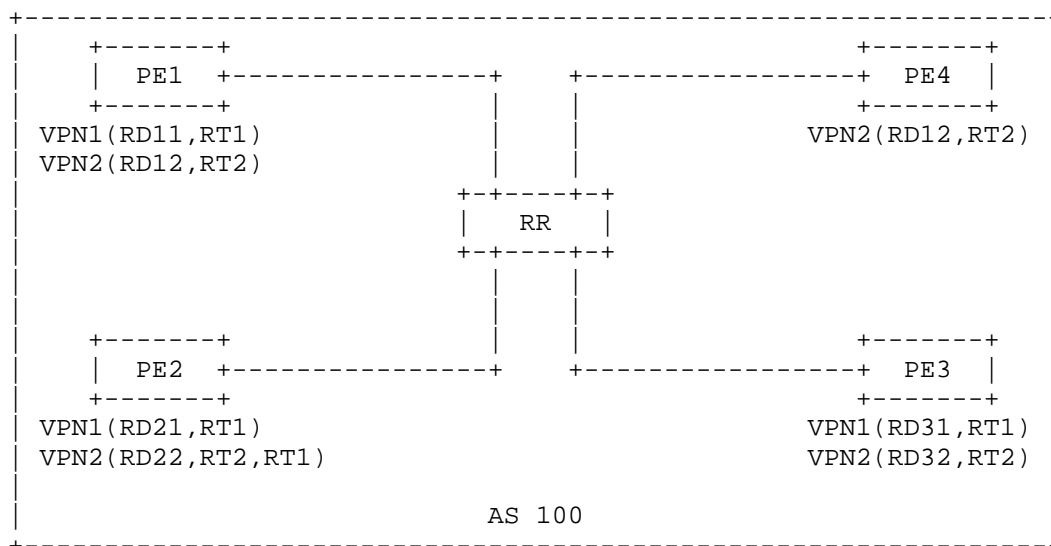 PE1 PE4
VPN1(RD11,RT1) VPN2(RD12,RT2)
VPN2(RD12,RT2)
RR
PE2 PE3
VPN1(RD21,RT1) VPN1(RD31,RT1)
VPN2(RD22,RT2,RT1) VPN2(RD32,RT2)
AS 100